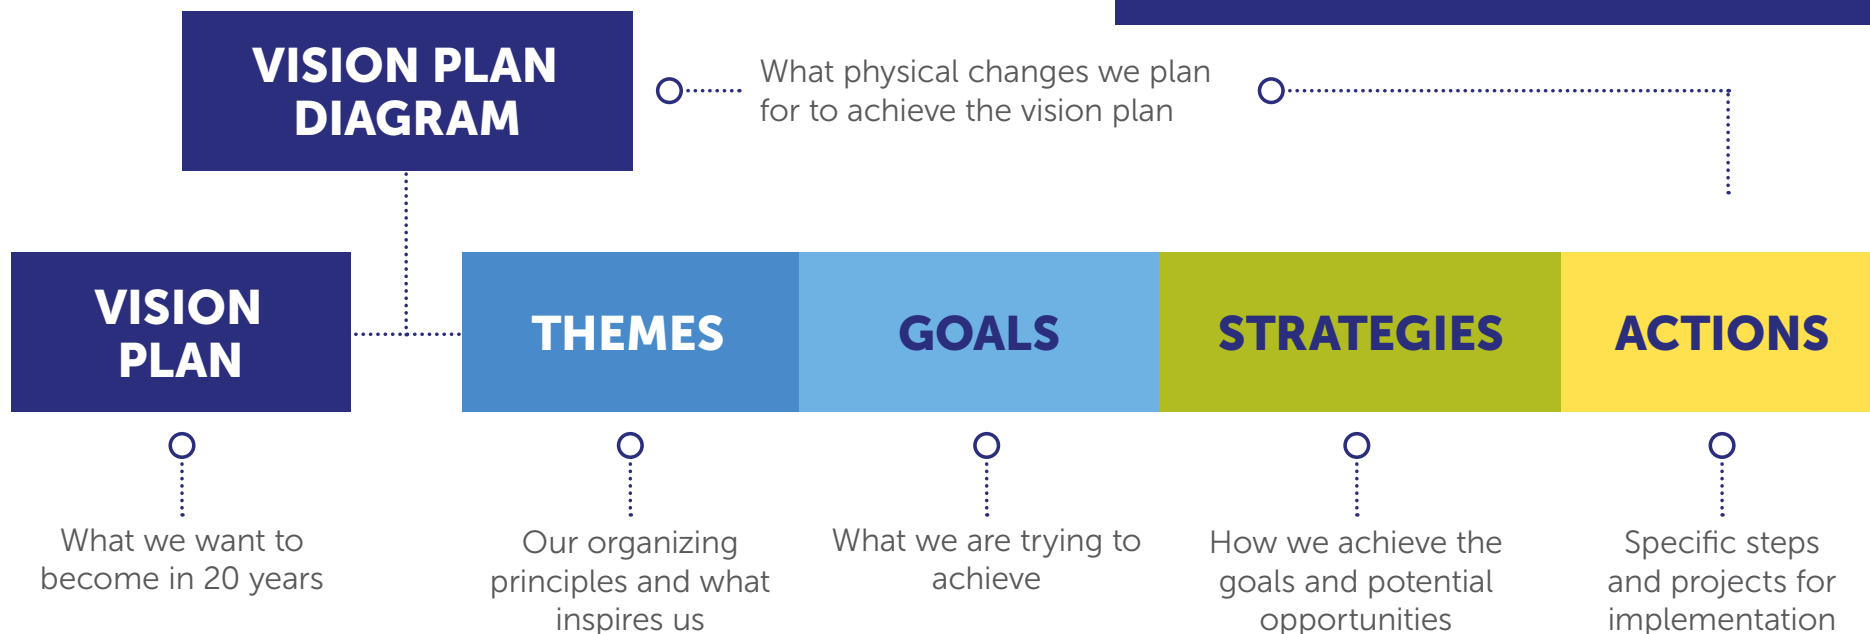 VISION PLAN
DIAGRAM
What physical changes we plan
for to achieve the vision plan
VISION
PLAN
THEMES
GOALS
STRATEGIES
ACTIONS
What we want to
become in 20 years
Our organizing
principles and what
inspires us
What we are trying to
achieve
How we achieve the
goals and potential
opportunities
Specific steps
and projects for
implementation